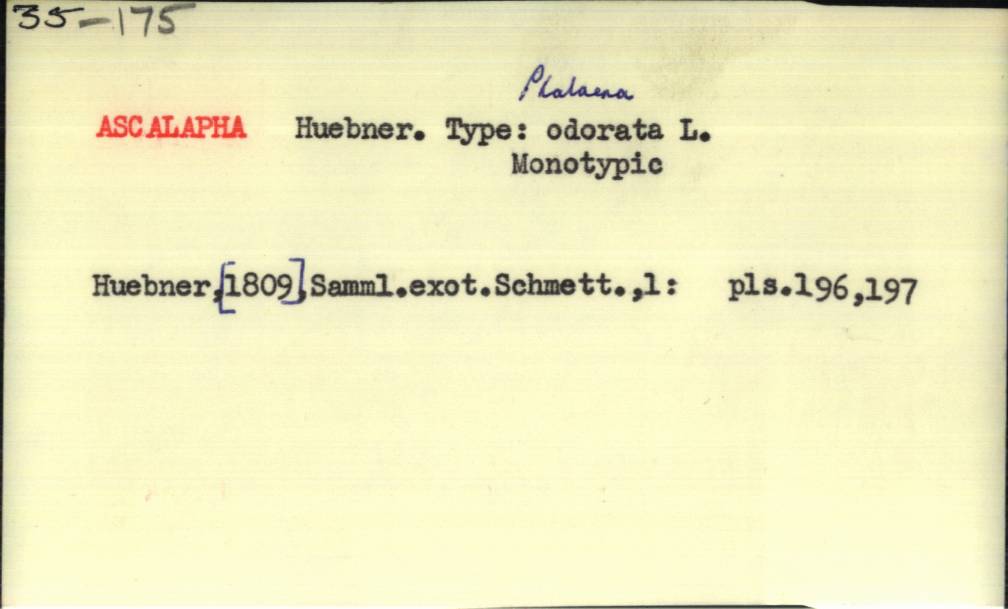 35-175
Phalaena
ASCALAPHA Huebner. Type: odorata L.
Monotypic
Huebner,[1809],Samml.exot.Schmett.,1: pls.196,197